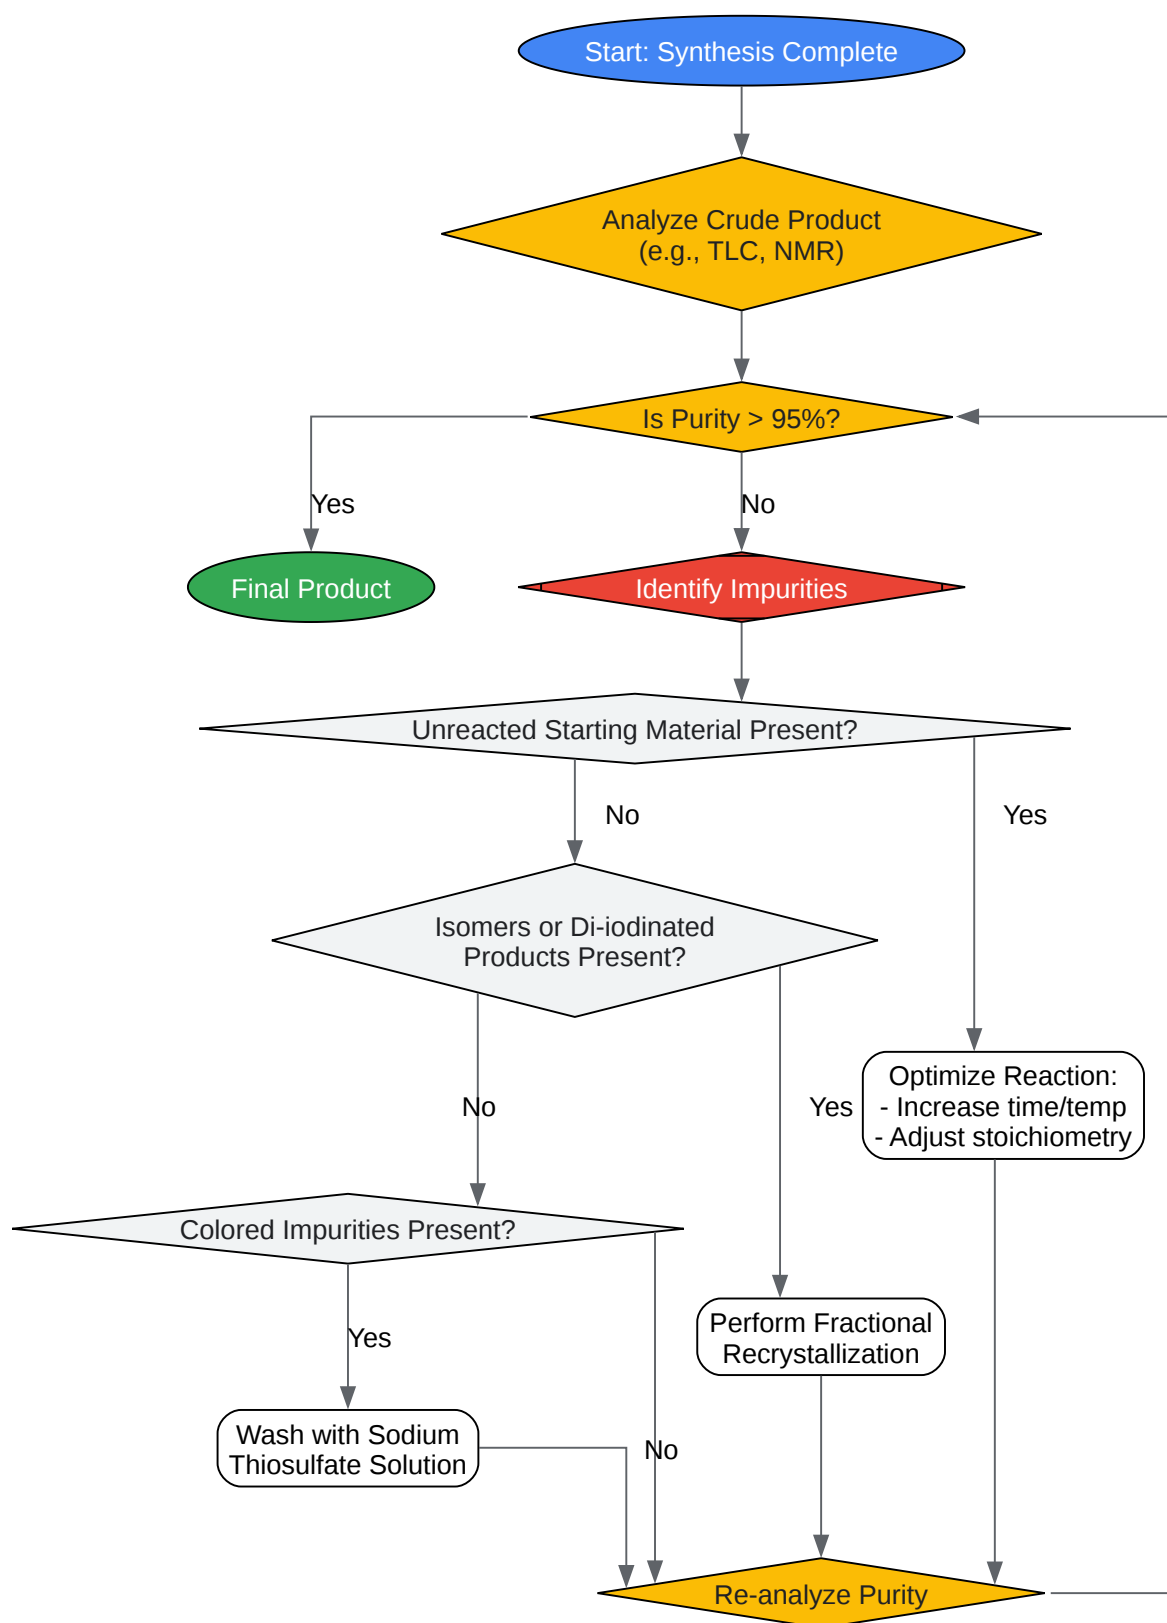 Start: Synthesis Complete
Analyze Crude Product
(e.g., TLC, NMR)
Is Purity > 95%?
Yes
No
Final Product
Identify Impurities
Unreacted Starting Material Present?
No
Yes
Isomers or Di-iodinated
Products Present?
Optimize Reaction:
- Increase time/temp
- Adjust stoichiometry
No
Yes
Colored Impurities Present?
Perform Fractional
Recrystallization
Yes
Wash with Sodium
Thiosulfate Solution
No
Re-analyze Purity